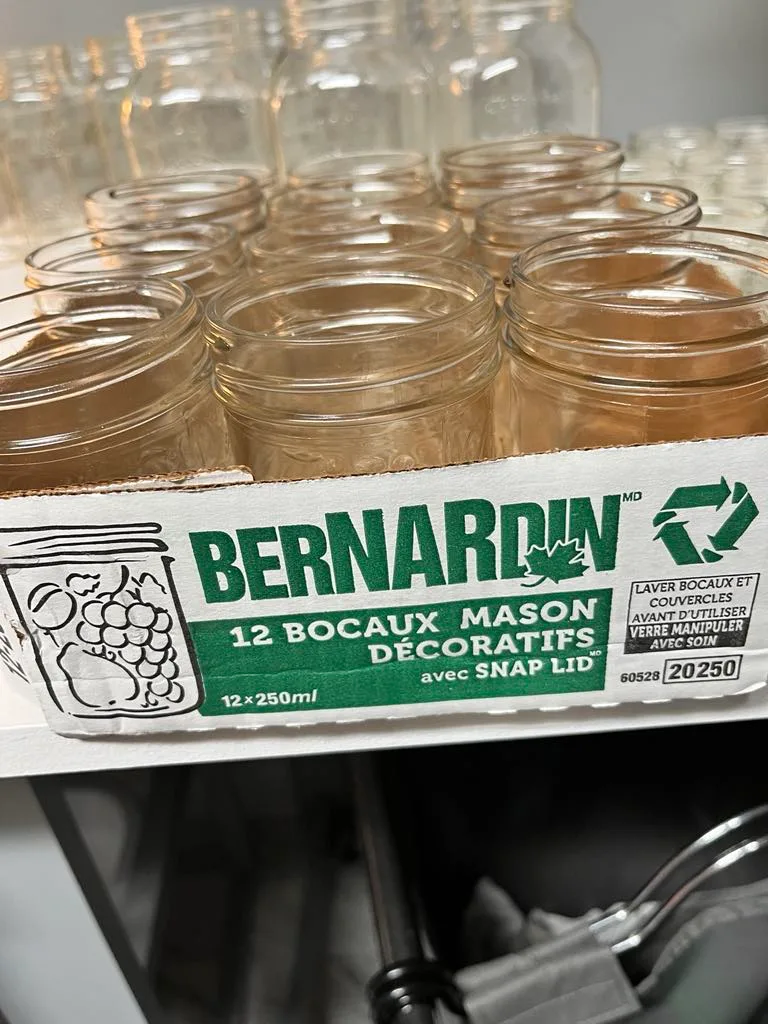 BERNARDIN MD
12 BOCAUX MASON
DÉCORATIFS
avec SNAP LID MD
12×250ml
LAVER BOCAUX ET
COUVERCLES
AVANT D'UTILISER
VERRE MANIPULER
AVEC SOIN
60528 20250